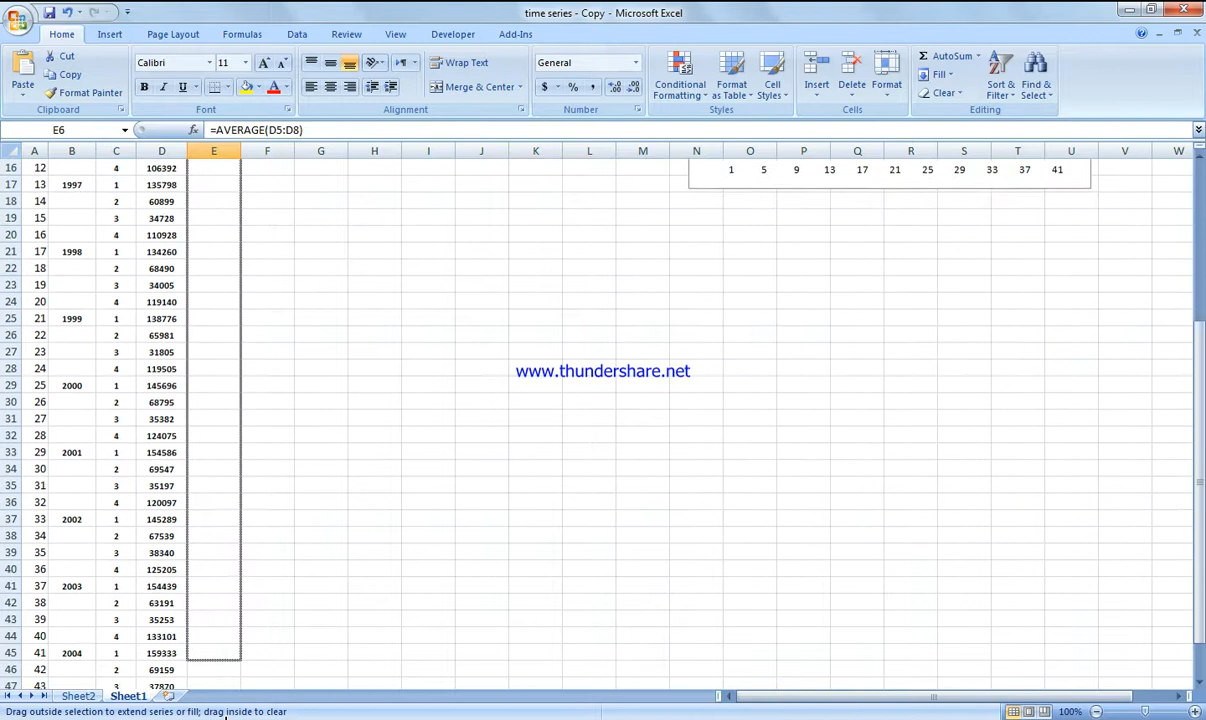 time series - Copy - Microsoft Excel
Home Insert Page Layout Formulas Data Review View Developer Add-Ins
Paste Cut Copy Format Painter Clipboard
Calibri 11 B I U Font
Wrap Text Merge & Center Alignment
General $ % , Number
Conditional Formatting Format as Table Cell Styles Styles
Insert Delete Format Cells
AutoSum Fill Clear Sort & Filter Find & Select Editing
E6 fx =AVERAGE(D5:D8)
A B C D E F G H I J K L M N O P Q R S T U V W
16 12 4 106392 1 5 9 13 17 21 25 29 33 37 41
17 13 1997 1 135798
18 14 2 60899
19 15 3 34728
20 16 4 110928
21 17 1998 1 134260
22 18 2 68490
23 19 3 34005
24 20 4 119140
25 21 1999 1 138776
26 22 2 65981
27 23 3 31805
28 24 4 119505
www.thundershare.net
29 25 2000 1 145696
30 26 2 68795
31 27 3 35382
32 28 4 124075
33 29 2001 1 154586
34 30 2 69547
35 31 3 35197
36 32 4 120097
37 33 2002 1 145289
38 34 2 67539
39 35 3 38340
40 36 4 125205
41 37 2003 1 154439
42 38 2 63191
43 39 3 35253
44 40 4 133101
45 41 2004 1 159333
46 42 2 69159
47 43 3 37870
Sheet2 Sheet1
Drag outside selection to extend series or fill; drag inside to clear 100%